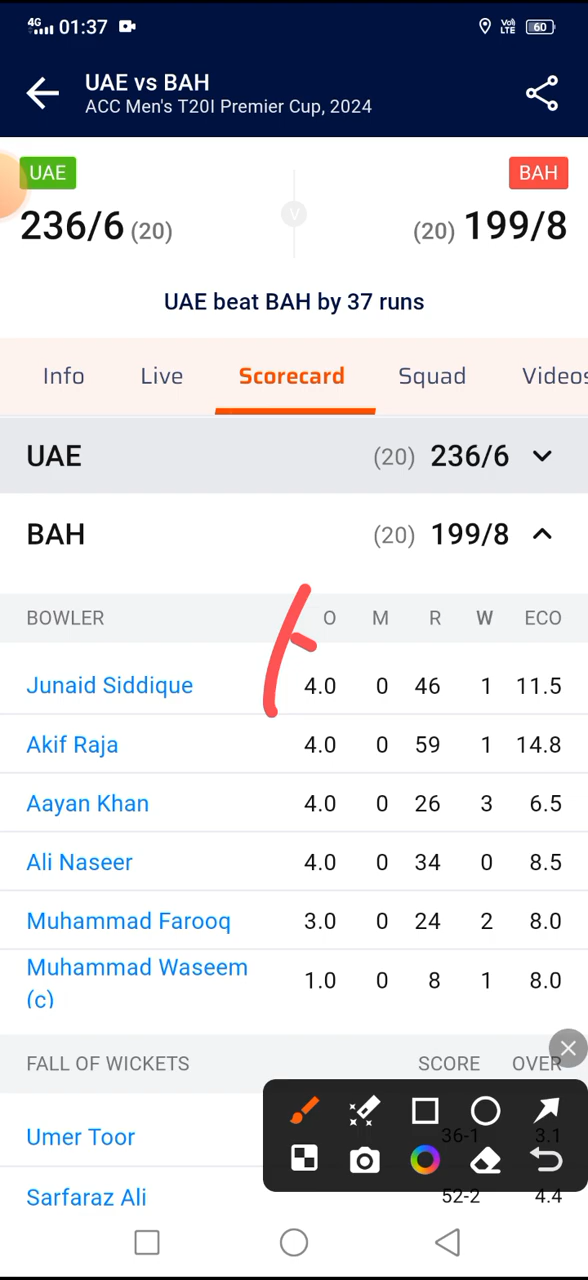 4G 01:37 Vo) LTE 60
UAE vs BAH
ACC Men's T20I Premier Cup, 2024
UAE BAH
236/6 (20) V (20) 199/8
UAE beat BAH by 37 runs
Info Live Scorecard Squad Videos
UAE (20) 236/6
BAH (20) 199/8
BOWLER O M R W ECO
Junaid Siddique 4.0 0 46 1 11.5
Akif Raja 4.0 0 59 1 14.8
Aayan Khan 4.0 0 26 3 6.5
Ali Naseer 4.0 0 34 0 8.5
Muhammad Farooq 3.0 0 24 2 8.0
Muhammad Waseem (c) 1.0 0 8 1 8.0
FALL OF WICKETS SCORE OVER
Umer Toor 36-1 3.1
Sarfaraz Ali 52-2 4.4